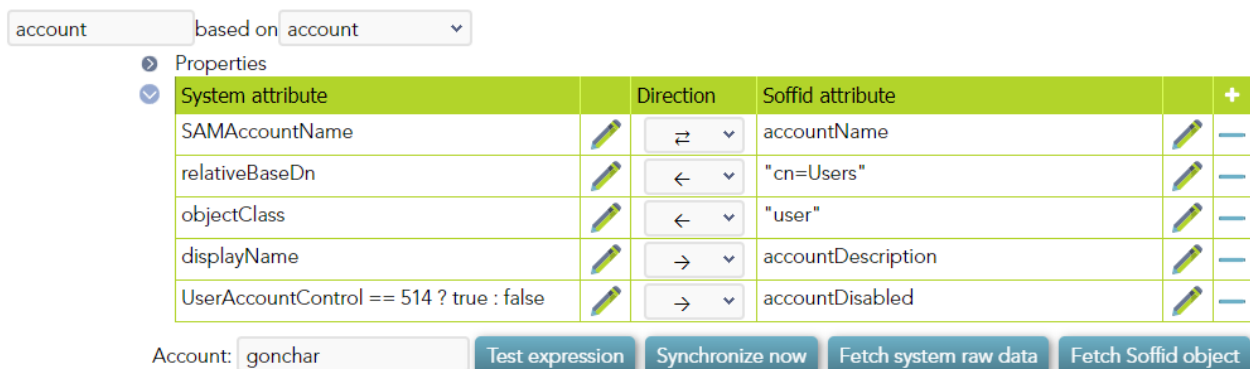 account based on account
Properties
System attribute Direction Soffid attribute +
SAMAccountName ⇄ accountName
relativeBaseDn ← "cn=Users"
objectClass ← "user"
displayName → accountDescription
UserAccountControl == 514 ? true : false → accountDisabled
Account: gonchar Test expression Synchronize now Fetch system raw data Fetch Soffid object